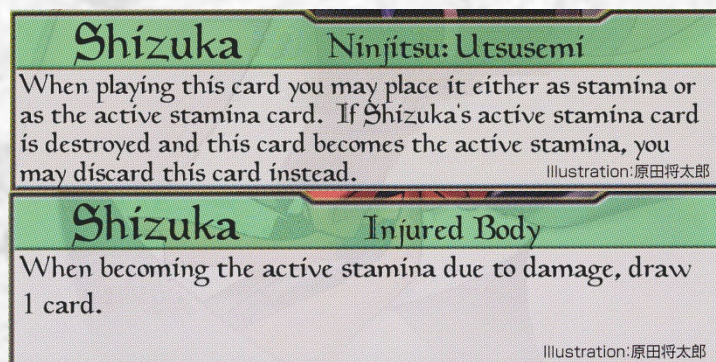 Shizuka Ninjitsu: Utsusemi
When playing this card you may place it either as stamina or
as the active stamina card. If Shizuka's active stamina card
is destroyed and this card becomes the active stamina, you
may discard this card instead.
Illustration:原田将太郎
Shizuka Injured Body
When becoming the active stamina due to damage, draw
1 card.
Illustration:原田将太郎